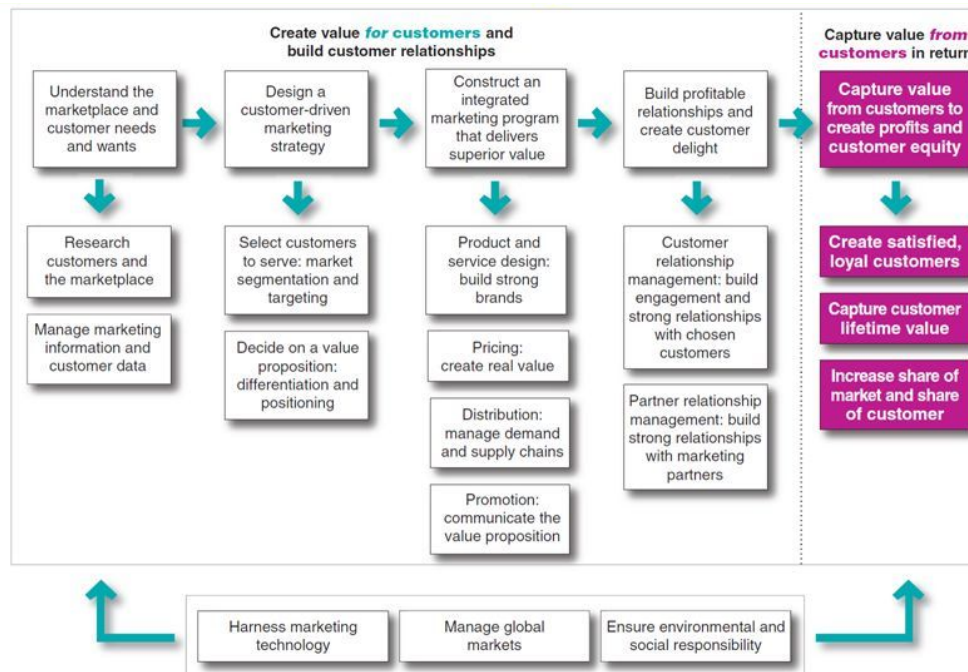 Create value for customers and
build customer relationships
Capture value from
customers in return
Understand the
marketplace and
customer needs
and wants
Design a
customer-driven
marketing
strategy
Construct an
integrated
marketing program
that delivers
superior value
Build profitable
relationships and
create customer
delight
Capture value
from customers to
create profits and
customer equity
Research
customers and
the marketplace
Manage marketing
information and
customer data
Select customers
to serve: market
segmentation and
targeting
Decide on a value
proposition:
differentiation and
positioning
Product and
service design:
build strong
brands
Pricing:
create real value
Distribution:
manage demand
and supply chains
Promotion:
communicate the
value proposition
Customer
relationship
management: build
engagement and
strong relationships
with chosen
customers
Partner relationship
management: build
strong relationships
with marketing
partners
Create satisfied,
loyal customers
Capture customer
lifetime value
Increase share of
market and share
of customer
Harness marketing
technology
Manage global
markets
Ensure environmental and
social responsibility